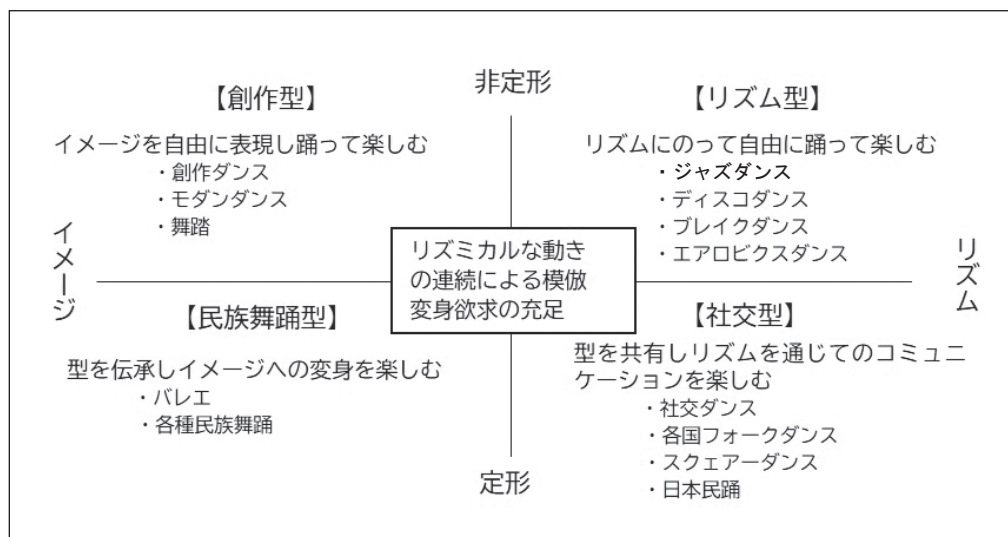 非定形
【創作型】
イメージを自由に表現し踊って楽しむ
・創作ダンス
・モダンダンス
・舞踏
【リズム型】
リズムにのって自由に踊って楽しむ
・ジャズダンス
・ディスコダンス
・ブレイクダンス
・エアロビクスダンス
イメージ
リズミカルな動き
の連続による模倣
変身欲求の充足
リズム
【民族舞踊型】
型を伝承しイメージへの変身を楽しむ
・バレエ
・各種民族舞踊
【社交型】
型を共有しリズムを通じてのコミュニ
ケーションを楽しむ
・社交ダンス
・各国フォークダンス
・スクェアーダンス
・日本民踊
定形